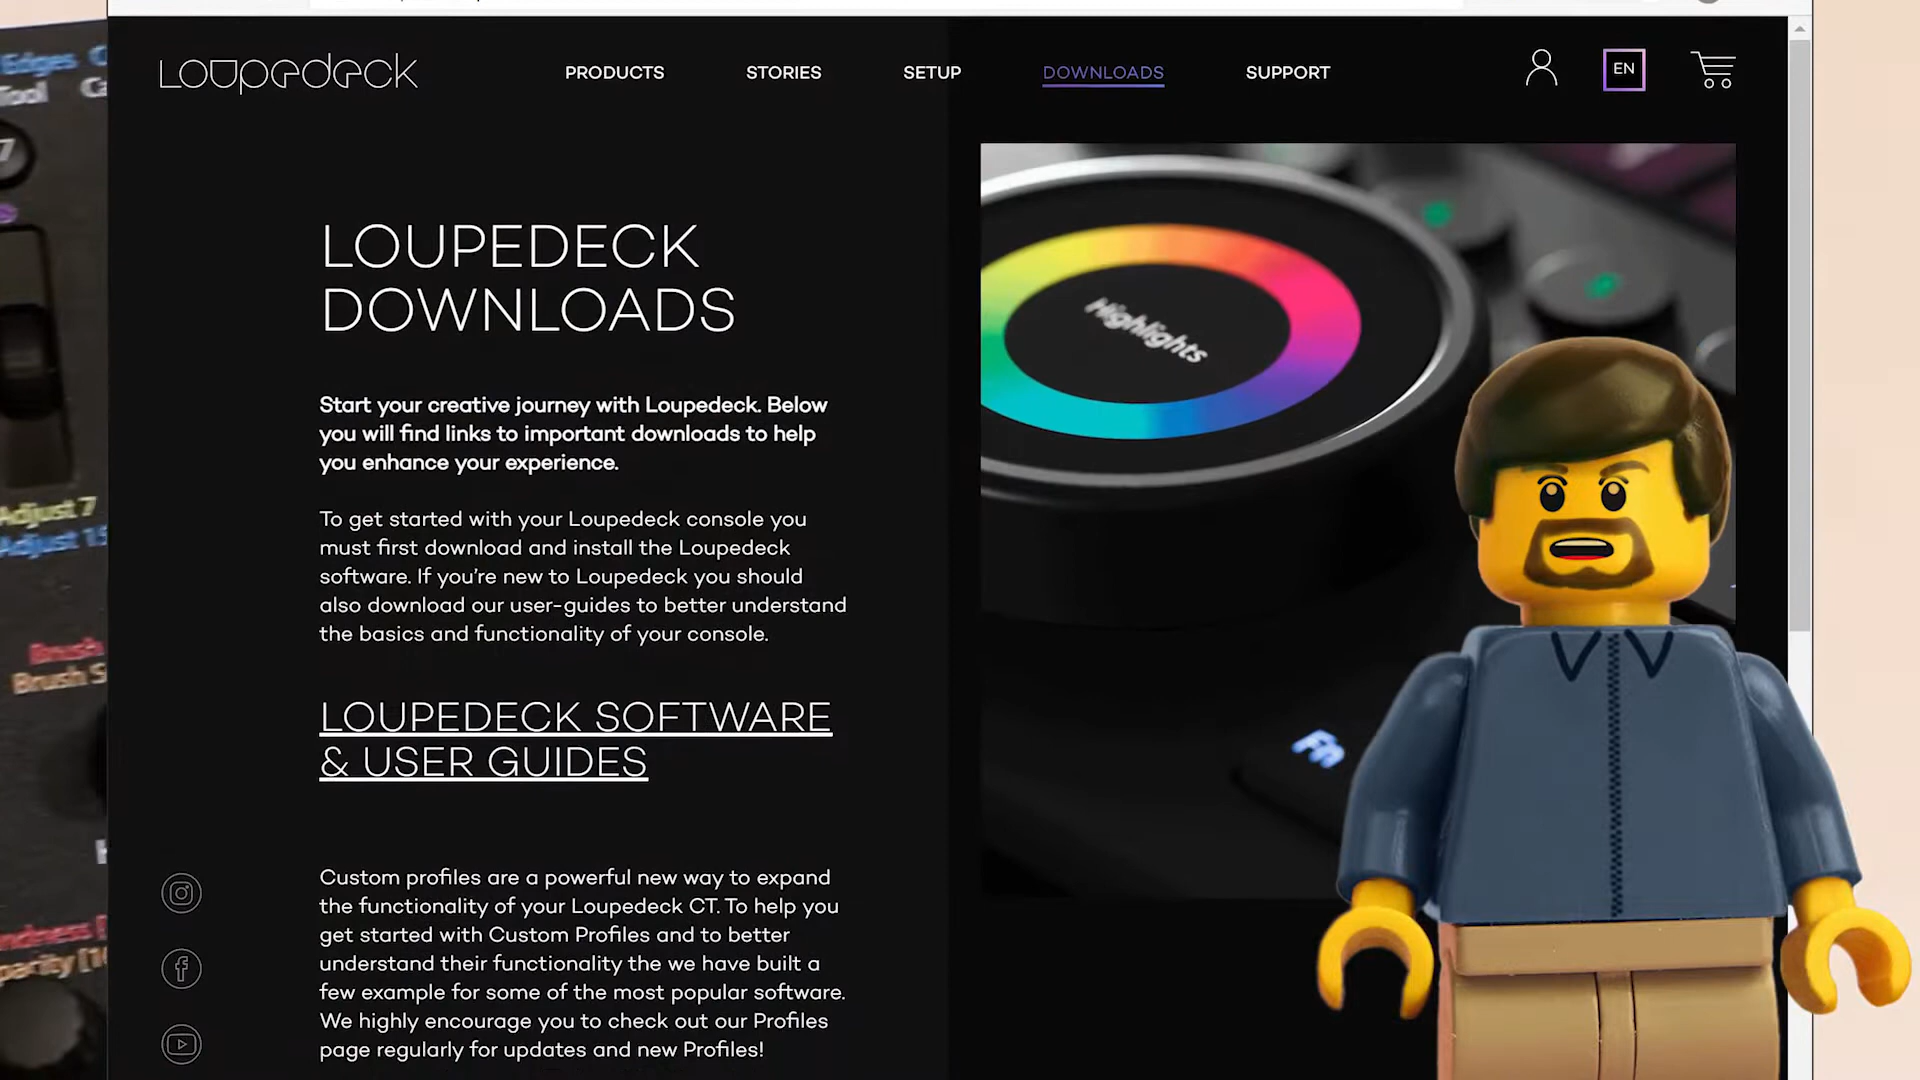 Loupedeck
PRODUCTS
STORIES
SETUP
DOWNLOADS
SUPPORT
EN
LOUPEDECK
DOWNLOADS
Start your creative journey with Loupedeck. Below
you will find links to important downloads to help
you enhance your experience.
To get started with your Loupedeck console you
must first download and install the Loupedeck
software. If you’re new to Loupedeck you should
also download our user-guides to better understand
the basics and functionality of your console.
LOUPEDECK SOFTWARE
& USER GUIDES
Custom profiles are a powerful new way to expand
the functionality of your Loupedeck CT. To help you
get started with Custom Profiles and to better
understand their functionality the we have built a
few example for some of the most popular software.
We highly encourage you to check out our Profiles
page regularly for updates and new Profiles!
Highlights
Fn
Edges
Tool
7
Adjust 7
Adjust 15
Brush
Brush S